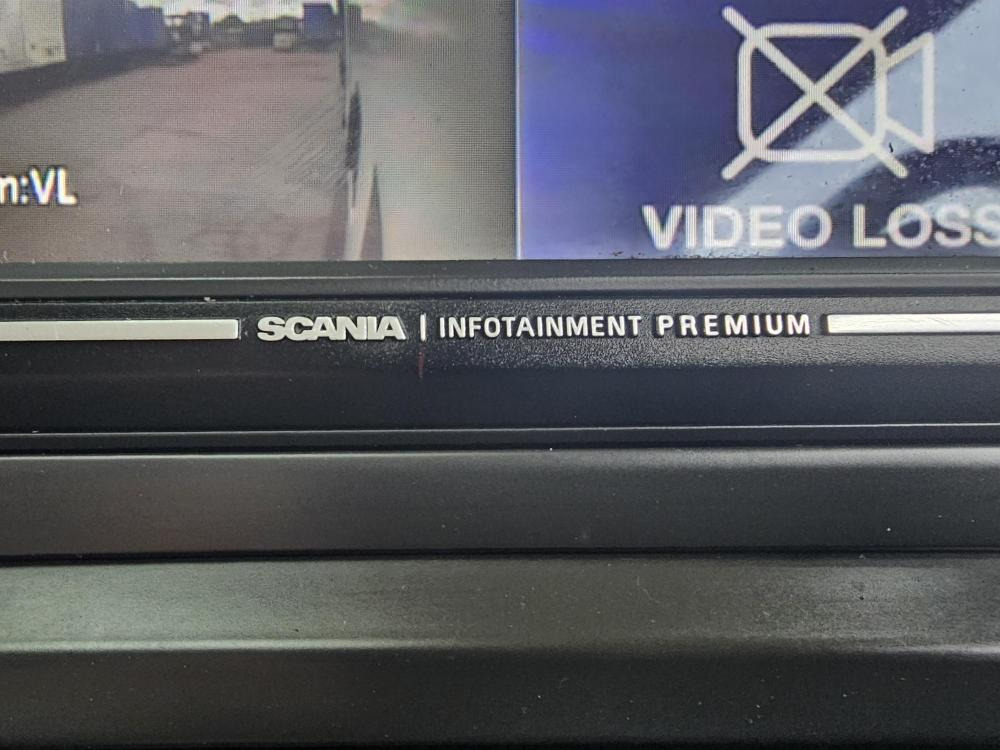 m:VL
VIDEO LOSS
SCANIA | INFOTAINMENT PREMIUM